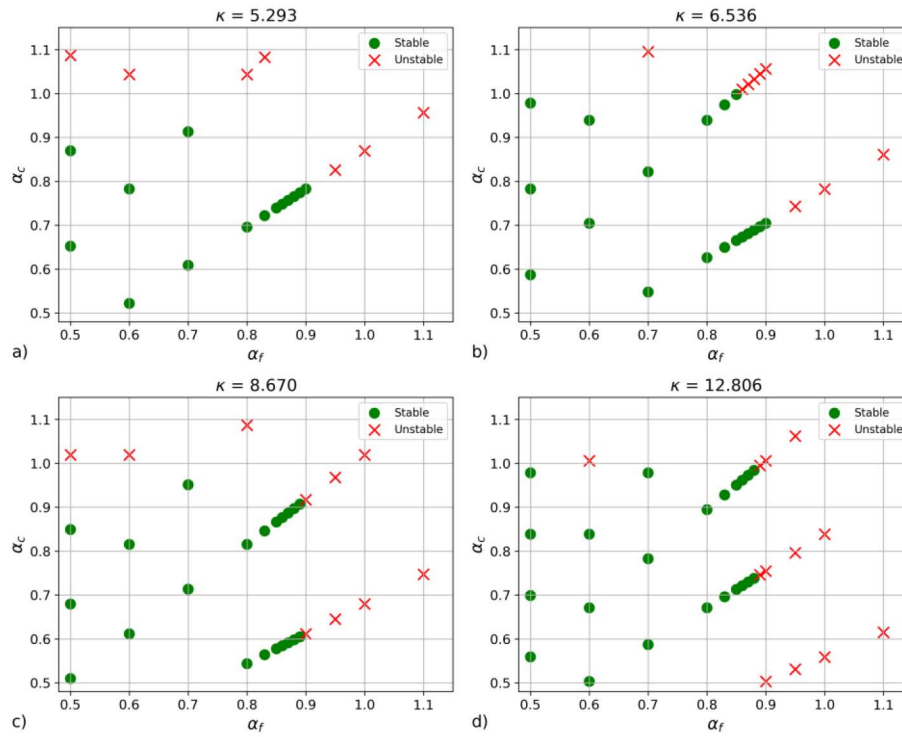 κ = 5.293
1.1
1.0
0.9
0.8
0.7
0.6
0.5
α_c
Stable
Unstable
0.5 0.6 0.7 0.8 0.9 1.0 1.1
α_f
a)
κ = 6.536
1.1
1.0
0.9
0.8
0.7
0.6
0.5
α_c
Stable
Unstable
0.5 0.6 0.7 0.8 0.9 1.0 1.1
α_f
b)
κ = 8.670
1.1
1.0
0.9
0.8
0.7
0.6
0.5
α_c
Stable
Unstable
0.5 0.6 0.7 0.8 0.9 1.0 1.1
α_f
c)
κ = 12.806
1.1
1.0
0.9
0.8
0.7
0.6
0.5
α_c
Stable
Unstable
0.5 0.6 0.7 0.8 0.9 1.0 1.1
α_f
d)